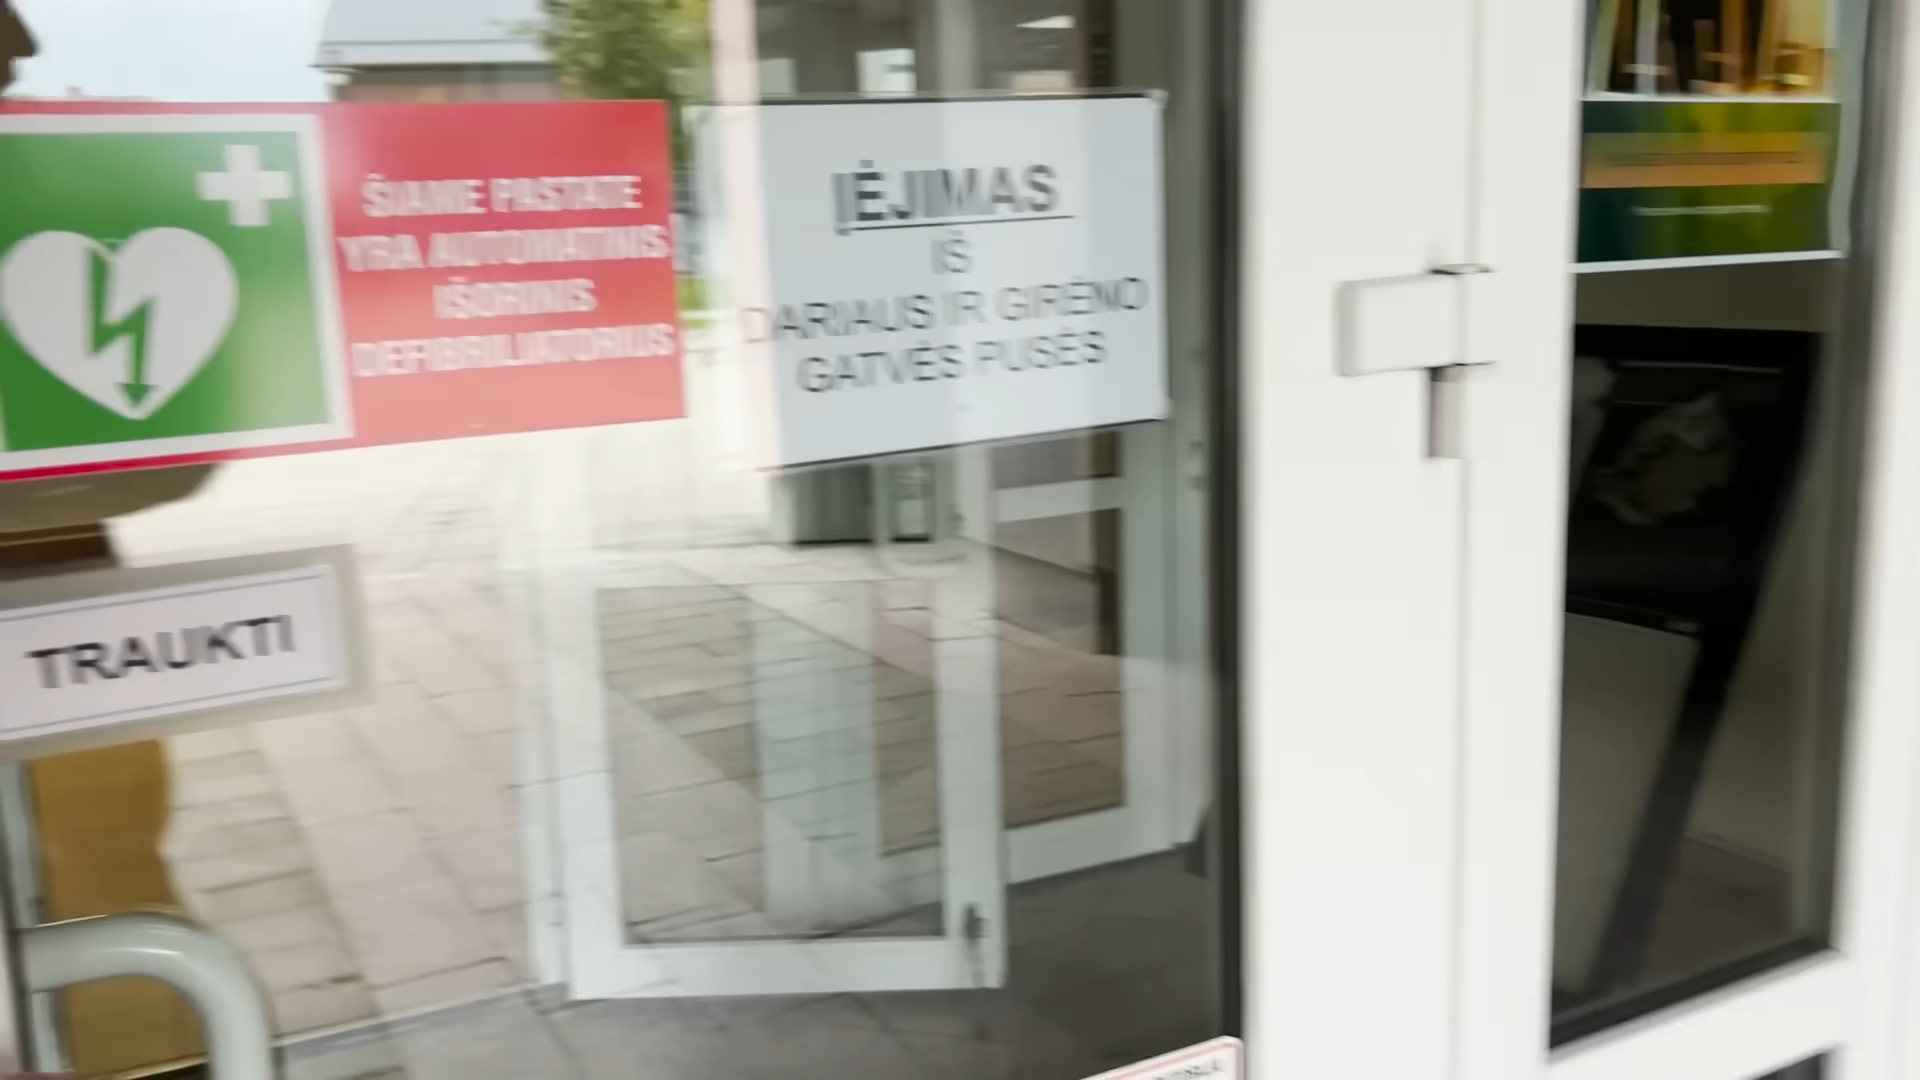 ŠIAME PASTATE
YRA AUTOMATINIS
IŠORINIS
DEFIBRILIATORIUS
ĮĖJIMAS
IŠ
DARIAUS IR GIRĖNO
GATVĖS PUSĖS
TRAUKTI